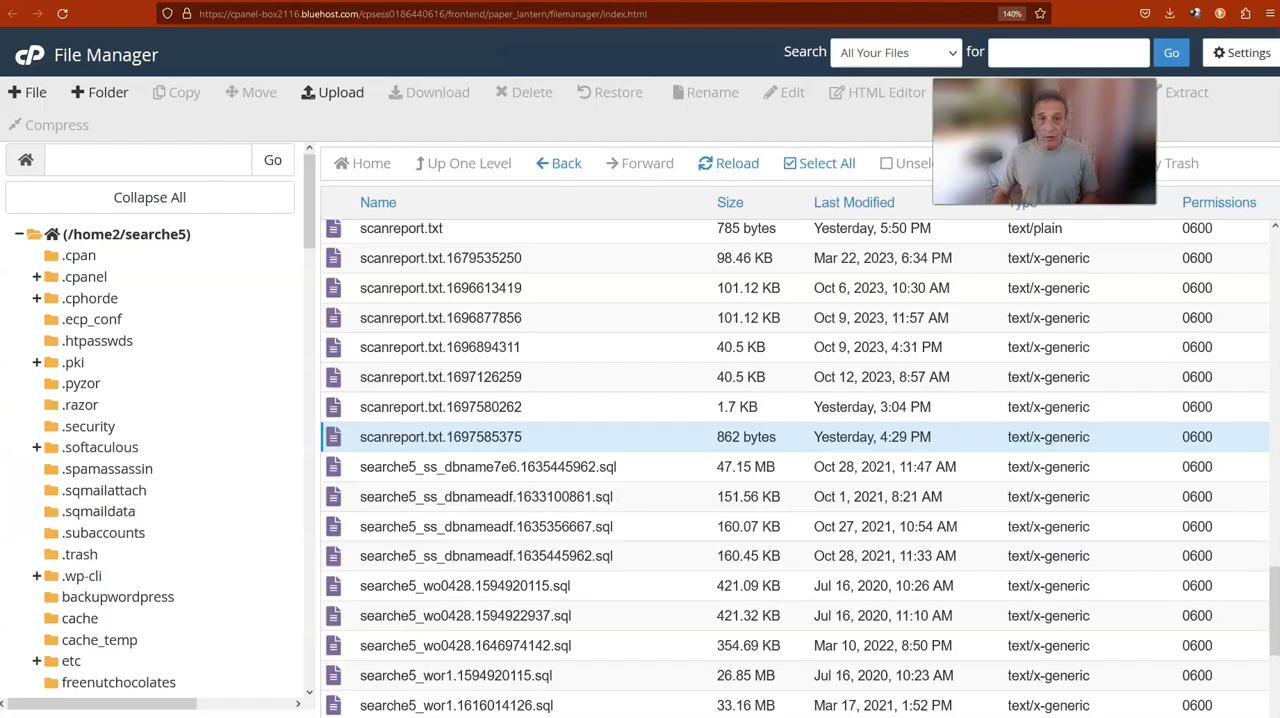 https://cpanel-box2116.bluehost.com/cpsess0186440616/frontend/paper_lantern/filemanager/index.html
140%
cP File Manager
Search All Your Files for Go Settings
File Folder Copy Move Upload Download Delete Restore Rename Edit HTML Editor Extract
Compress
Go
Collapse All
(/home2/searche5)
.cpan
.cpanel
.cphorde
.ecp_conf
.htpasswds
.pki
.pyzor
.razor
.security
.softaculous
.spamassassin
.sqmailattach
.sqmaildata
.subaccounts
.trash
.wp-cli
backupwordpress
cache
cache_temp
etc
freenutchocolates
Home Up One Level Back Forward Reload Select All Trash
Name Size Last Modified Type Permissions
scanreport.txt 785 bytes Yesterday, 5:50 PM text/plain 0600
scanreport.txt.1679535250 98.46 KB Mar 22, 2023, 6:34 PM text/x-generic 0600
scanreport.txt.1696613419 101.12 KB Oct 6, 2023, 10:30 AM text/x-generic 0600
scanreport.txt.1696877856 101.12 KB Oct 9, 2023, 11:57 AM text/x-generic 0600
scanreport.txt.1696894311 40.5 KB Oct 9, 2023, 4:31 PM text/x-generic 0600
scanreport.txt.1697126259 40.5 KB Oct 12, 2023, 8:57 AM text/x-generic 0600
scanreport.txt.1697580262 1.7 KB Yesterday, 3:04 PM text/x-generic 0600
scanreport.txt.1697585375 862 bytes Yesterday, 4:29 PM text/x-generic 0600
searche5_ss_dbname7e6.1635445962.sql 47.15 MB Oct 28, 2021, 11:47 AM text/x-generic 0600
searche5_ss_dbnameadf.1633100861.sql 151.56 KB Oct 1, 2021, 8:21 AM text/x-generic 0600
searche5_ss_dbnameadf.1635356667.sql 160.07 KB Oct 27, 2021, 10:54 AM text/x-generic 0600
searche5_ss_dbnameadf.1635445962.sql 160.45 KB Oct 28, 2021, 11:33 AM text/x-generic 0600
searche5_wo0428.1594920115.sql 421.09 KB Jul 16, 2020, 10:26 AM text/x-generic 0600
searche5_wo0428.1594922937.sql 421.32 KB Jul 16, 2020, 11:10 AM text/x-generic 0600
searche5_wo0428.1646974142.sql 354.69 KB Mar 10, 2022, 8:50 PM text/x-generic 0600
searche5_wor1.1594920115.sql 26.85 MB Jul 16, 2020, 10:23 AM text/x-generic 0600
searche5_wor1.1616014126.sql 33.16 MB Mar 17, 2021, 1:52 PM text/x-generic 0600